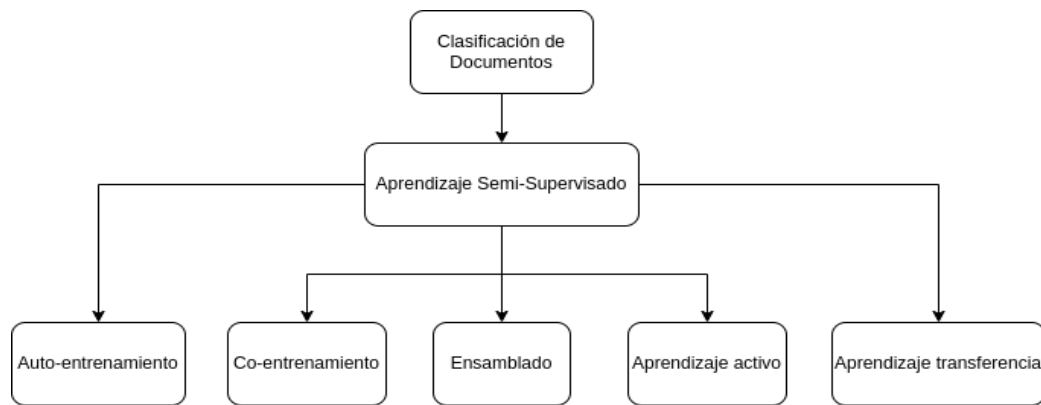 Clasificación de
Documentos
Aprendizaje Semi-Supervisado
Auto-entrenamiento
Co-entrenamiento
Ensamblado
Aprendizaje activo
Aprendizaje transferencia